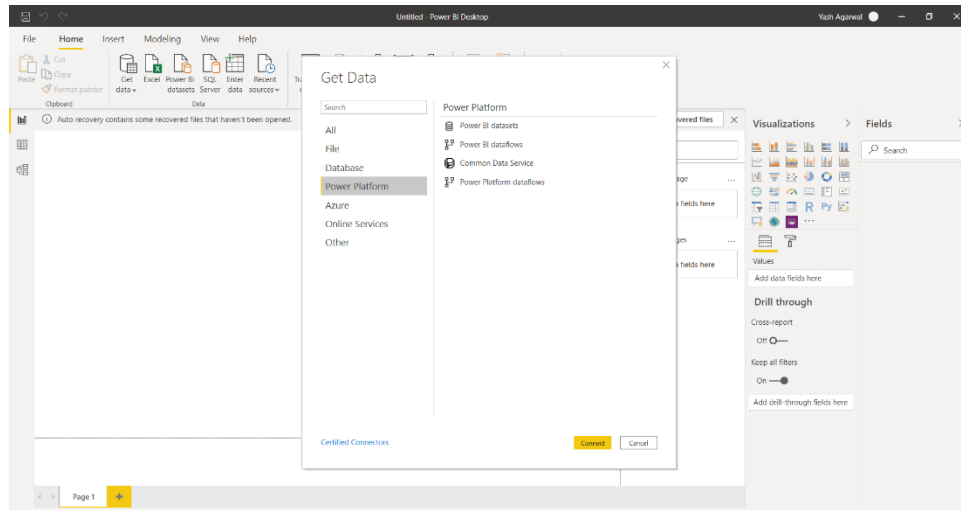 Untitled - Power BI Desktop
Yash Agarwal
File Home Insert Modeling View Help
Paste
Cut
Copy
Format painter
Clipboard
Get data
Excel
Power BI datasets
SQL Server
Enter data
Recent sources
Data
Auto recovery contains some recovered files that haven't been opened.
Get Data
Search
All
File
Database
Power Platform
Azure
Online Services
Other
Power Platform
Power BI datasets
Power BI dataflows
Common Data Service
Power Platform dataflows
Certified Connectors
Connect
Cancel
files
fields here
fields here
Visualizations
R Py
Values
Add data fields here
Drill through
Cross-report
Off
Keep all filters
On
Add drill-through fields here
Fields
Search
Page 1